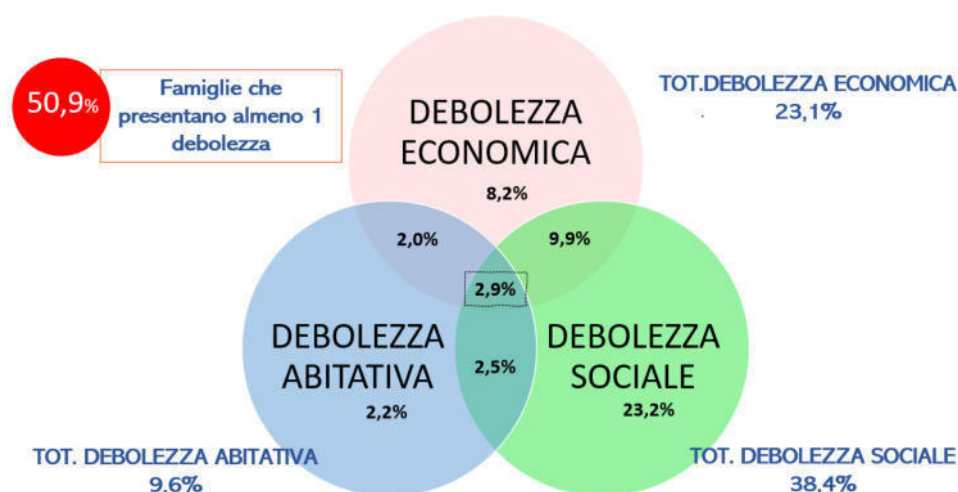 50,9%
Famiglie che
presentano almeno 1
debolezza
TOT.DEBOLEZZA ECONOMICA
23,1%
DEBOLEZZA
ECONOMICA
8,2%
2,0%
9,9%
2,9%
DEBOLEZZA
ABITATIVA
2,2%
2,5%
DEBOLEZZA
SOCIALE
23,2%
TOT. DEBOLEZZA ABITATIVA
9,6%
TOT. DEBOLEZZA SOCIALE
38,4%